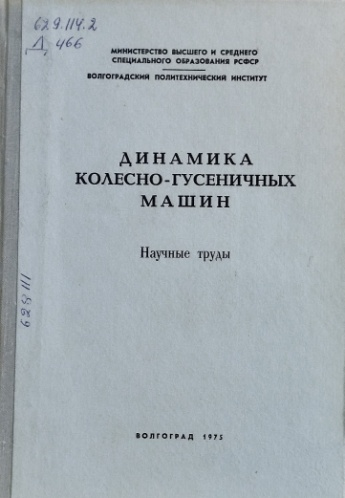 629.114.2
Д 466
МИНИСТЕРСТВО ВЫСШЕГО И СРЕДНЕГО
СПЕЦИАЛЬНОГО ОБРАЗОВАНИЯ РСФСР
ВОЛГОГРАДСКИЙ ПОЛИТЕХНИЧЕСКИЙ ИНСТИТУТ
ДИНАМИКА
КОЛЕСНО-ГУСЕНИЧНЫХ
МАШИН
Научные труды
629111
ВОЛГОГРАД 1975